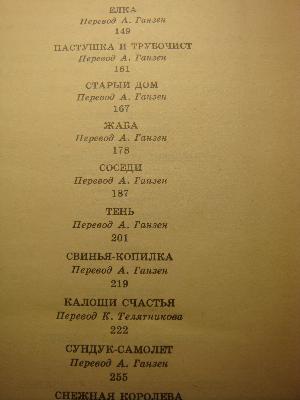 ЕЛКА
Перевод А. Ганзен
149
ПАСТУШКА И ТРУБОЧИСТ
Перевод А. Ганзен
161
СТАРЫЙ ДОМ
Перевод А. Ганзен
167
ЖАБА
Перевод А. Ганзен
178
СОСЕДИ
Перевод А. Ганзен
187
ТЕНЬ
Перевод А. Ганзен
201
СВИНЬЯ-КОПИЛКА
Перевод А. Ганзен
219
КАЛОШИ СЧАСТЬЯ
Перевод К. Телятникова
222
СУНДУК-САМОЛЕТ
Перевод А. Ганзен
255
СНЕЖНАЯ КОРОЛЕВА